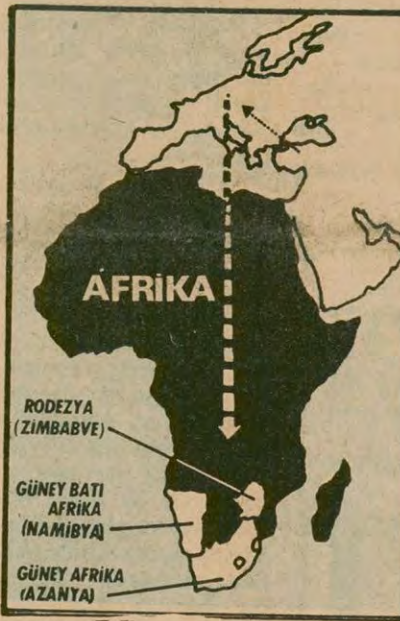 AFRİKA
RODEZYA
(ZİMBABVE)
GÜNEY BATI
AFRİKA
(NAMİBYA)
GÜNEY AFRİKA
(AZANYA)